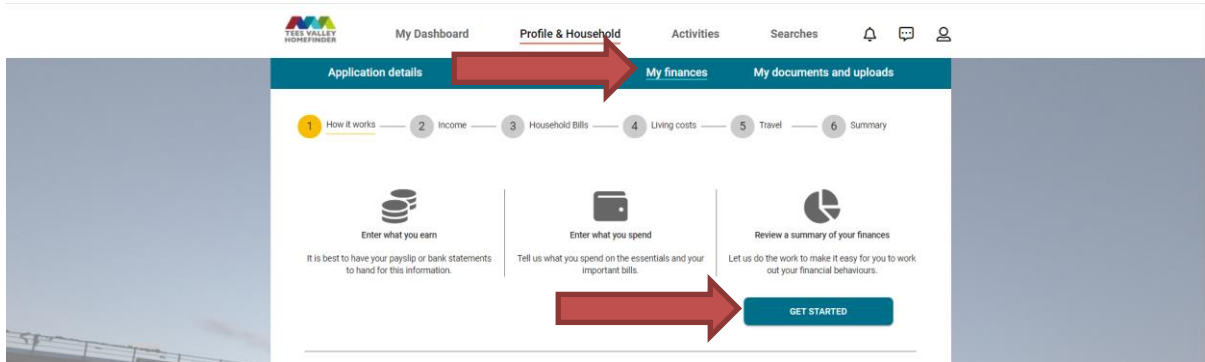 TEES VALLEY
HOMEFINDER
My Dashboard
Profile & Household
Activities
Searches
Application details
My finances
My documents and uploads
1 How it works
2 Income
3 Household Bills
4 Living costs
5 Travel
6 Summary
Enter what you earn
It is best to have your payslip or bank statements
to hand for this information.
Enter what you spend
Tell us what you spend on the essentials and your
important bills.
Review a summary of your finances
Let us do the work to make it easy for you to work
out your financial behaviours.
GET STARTED